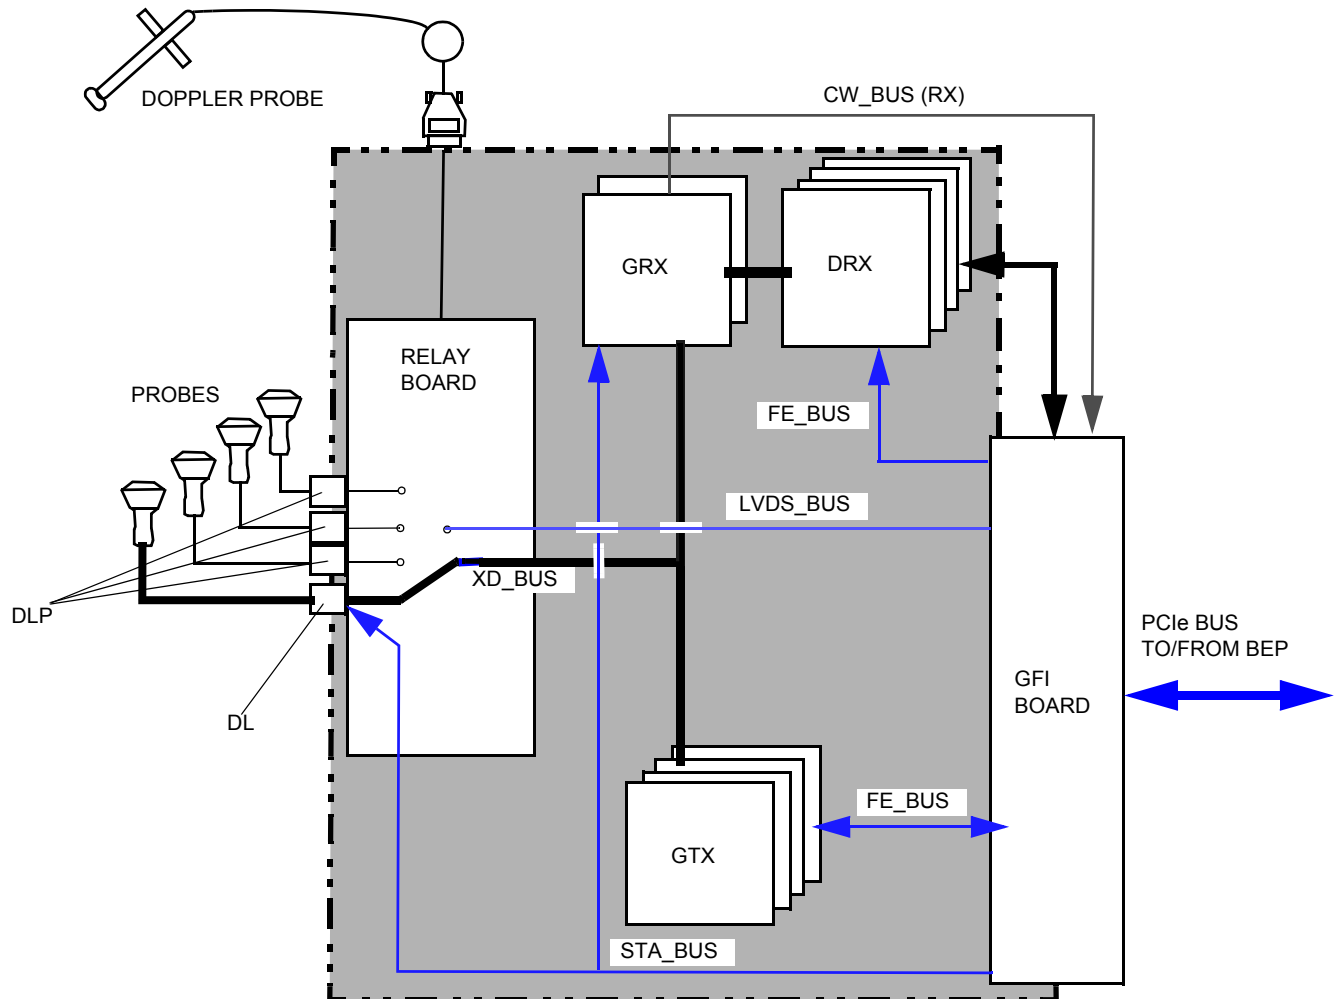 DOPPLER PROBE
CW_BUS (RX)
GRX
DRX
RELAY
BOARD
PROBES
FE_BUS
LVDS_BUS
XD_BUS
DLP
DL
PCIe BUS
TO/FROM BEP
GFI
BOARD
FE_BUS
GTX
STA_BUS